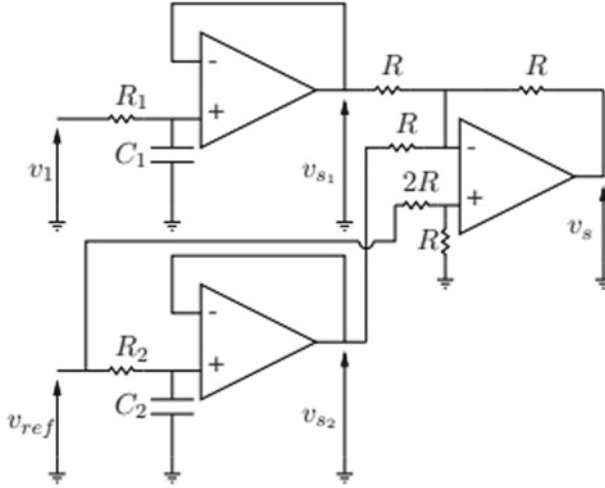 R
R
R₁
-
+
v₁
C₁
v_{s₁}
R
-
2R
+
R
v_s
-
R₂
+
v_{ref}
C₂
v_{s₂}